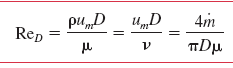 Re_D = ρu_mD/μ = u_mD/ν = 4ṁ/πDμ